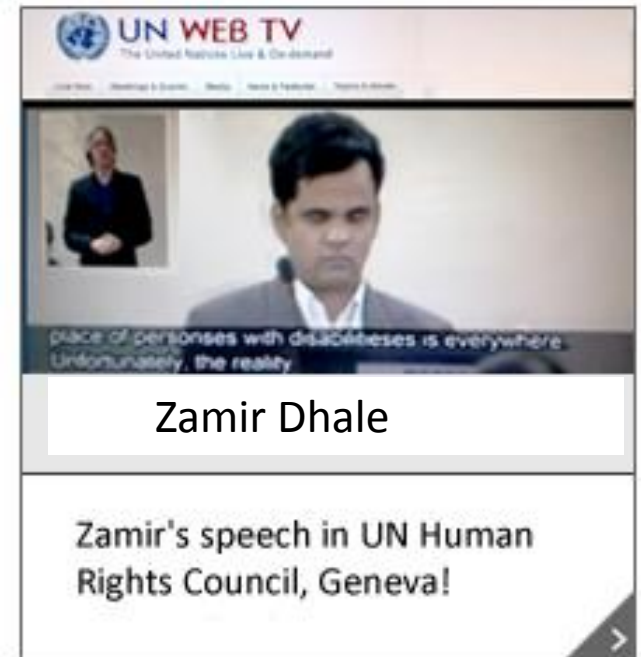 UN WEB TV
The United Nations Live & On-demand
place of personses with disabilitieses is everywhere.
Unfortunately, the reality
Zamir Dhale
Zamir's speech in UN Human
Rights Council, Geneva!